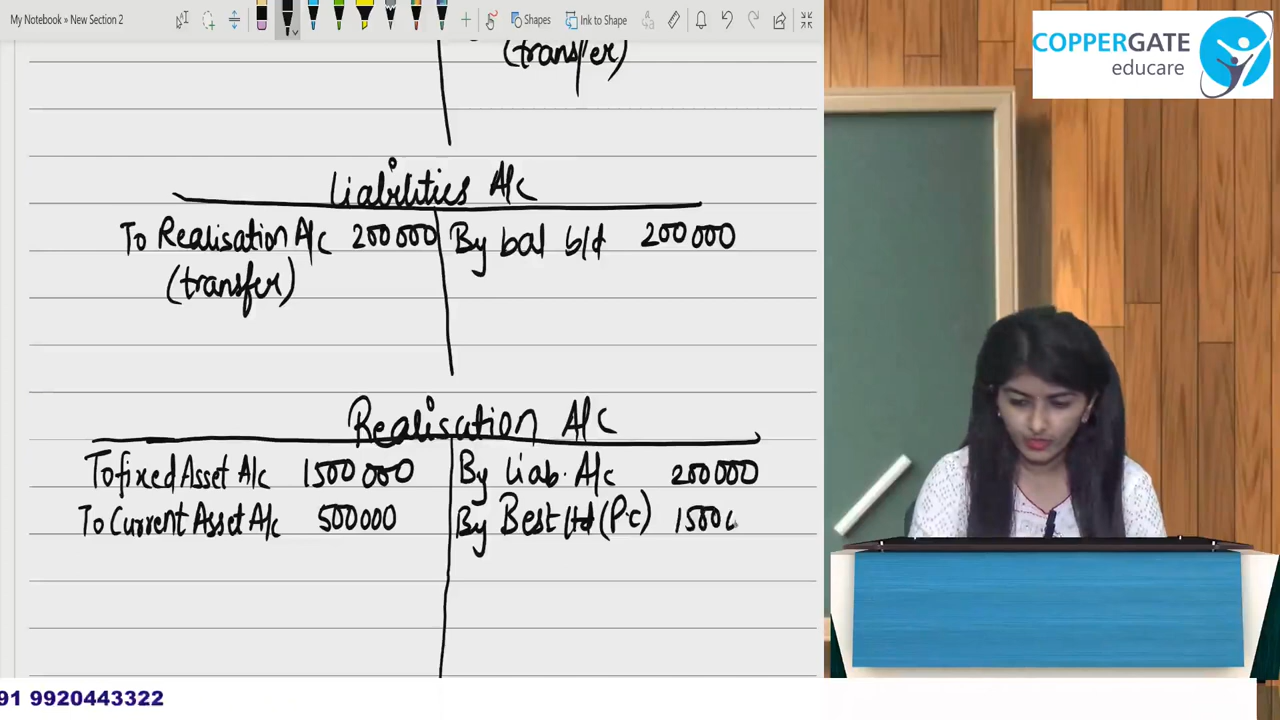 My Notebook » New Section 2
Shapes
Ink to Shape
COPPERGATE
educare
(transfer)
Liabilities A/c
To Realisation A/c 200000 By bal b/d 200000
(transfer)
Realisation A/c
To fixed Asset A/c 1500000 By Liab. A/c 200000
To Current Asset A/c 500000 By Best ltd (P.c) 1500
91 9920443322